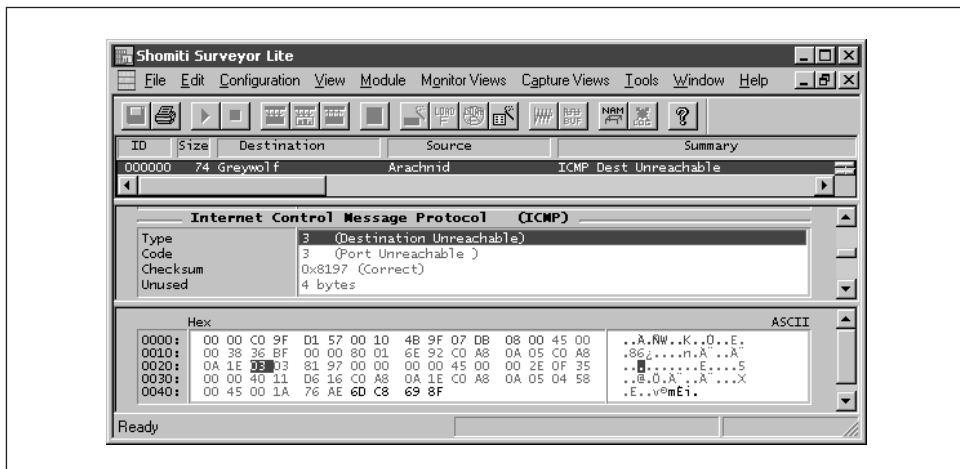 Shomiti Surveyor Lite
File Edit Configuration View Module Monitor Views Capture Views Tools Window Help
ID Size Destination Source Summary
000000 74 Greywolf Arachnid ICMP Dest Unreachable
Internet Control Message Protocol (ICMP)
Type 3 (Destination Unreachable)
Code 3 (Port Unreachable )
Checksum 0x8197 (Correct)
Unused 4 bytes
Hex ASCII
0000: 00 00 C0 9F D1 57 00 10 4B 9F 07 DB 08 00 45 00 ..À.ÑW..K..Û..E.
0010: 00 38 36 BF 00 00 80 01 6E 92 C0 A8 0A 05 C0 A8 .86¿....n.À¨..À¨
0020: 0A 1E 03 03 81 97 00 00 00 00 45 00 00 2E 0F 35 ..........E....5
0030: 00 00 40 11 D6 16 C0 A8 0A 1E C0 A8 0A 05 04 58 ..@.Ö.À¨..À¨...X
0040: 00 45 00 1A 76 AE 6D C8 69 8F .E..v®mÈi.
Ready